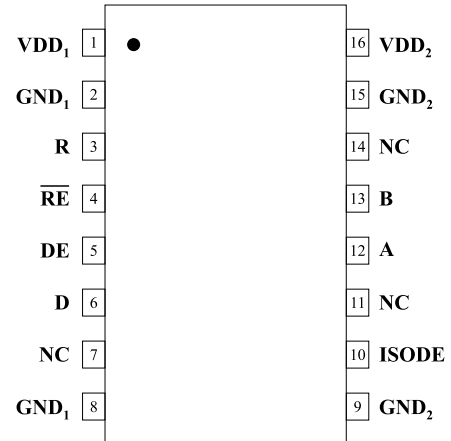 VDD₁ 1 16 VDD₂
GND₁ 2 15 GND₂
R 3 14 NC
R̅E̅ 4 13 B
DE 5 12 A
D 6 11 NC
NC 7 10 ISODE
GND₁ 8 9 GND₂